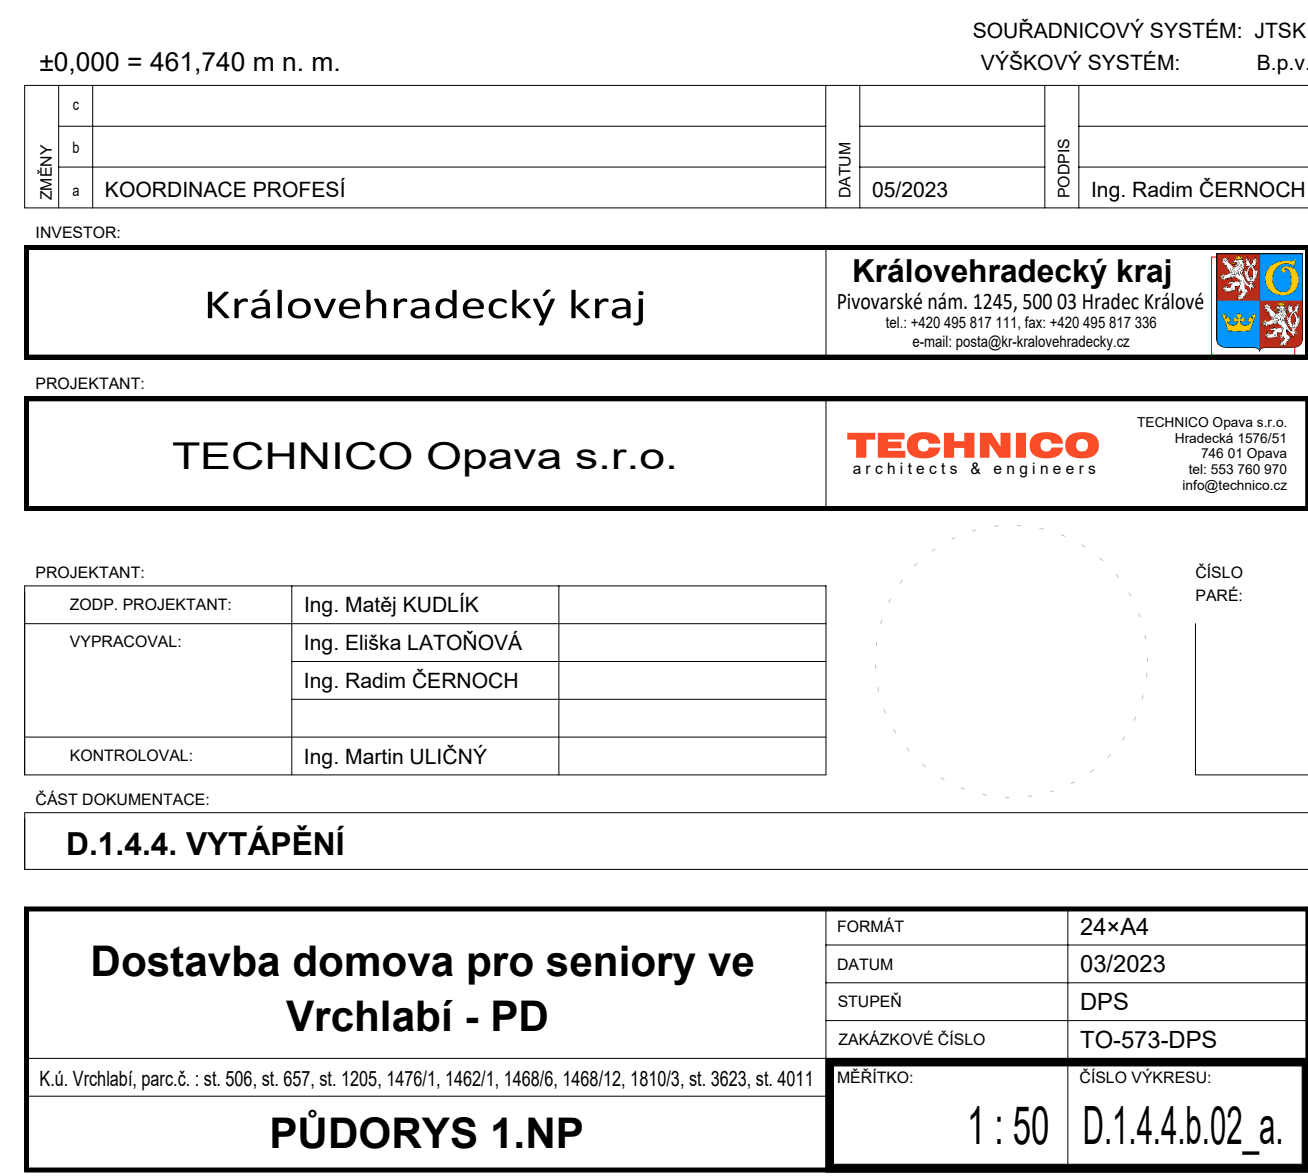 SOUŘADNICOVÝ SYSTÉM: JTSK
±0,000 = 461,740 m n. m.
VÝŠKOVÝ SYSTÉM: B.p.v.
ZMĚNY
c
b
a KOORDINACE PROFESÍ
DATUM
05/2023
PODPIS
Ing. Radim ČERNOCH
INVESTOR:
Královehradecký kraj
Královehradecký kraj
Pivovarské nám. 1245, 500 03 Hradec Králové
tel.: +420 495 817 111, fax: +420 495 817 336
e-mail: posta@kr-kralovehradecky.cz
PROJEKTANT:
TECHNICO Opava s.r.o.
TECHNICO
architects & engineers
TECHNICO Opava s.r.o.
Hradecká 1576/51
746 01 Opava
tel: 553 760 970
info@technico.cz
PROJEKTANT:
ZODP. PROJEKTANT: Ing. Matěj KUDLÍK
VYPRACOVAL: Ing. Eliška LATOŇOVÁ
Ing. Radim ČERNOCH
KONTROLOVAL: Ing. Martin ULIČNÝ
ČÍSLO
PARÉ:
ČÁST DOKUMENTACE:
D.1.4.4. VYTÁPĚNÍ
Dostavba domova pro seniory ve
Vrchlabí - PD
K.ú. Vrchlabí, parc.č. : st. 506, st. 657, st. 1205, 1476/1, 1462/1, 1468/6, 1468/12, 1810/3, st. 3623, st. 4011
PŮDORYS 1.NP
FORMÁT 24×A4
DATUM 03/2023
STUPEŇ DPS
ZAKÁZKOVÉ ČÍSLO TO-573-DPS
MĚŘÍTKO:
1 : 50
ČÍSLO VÝKRESU:
D.1.4.4.b.02_a.